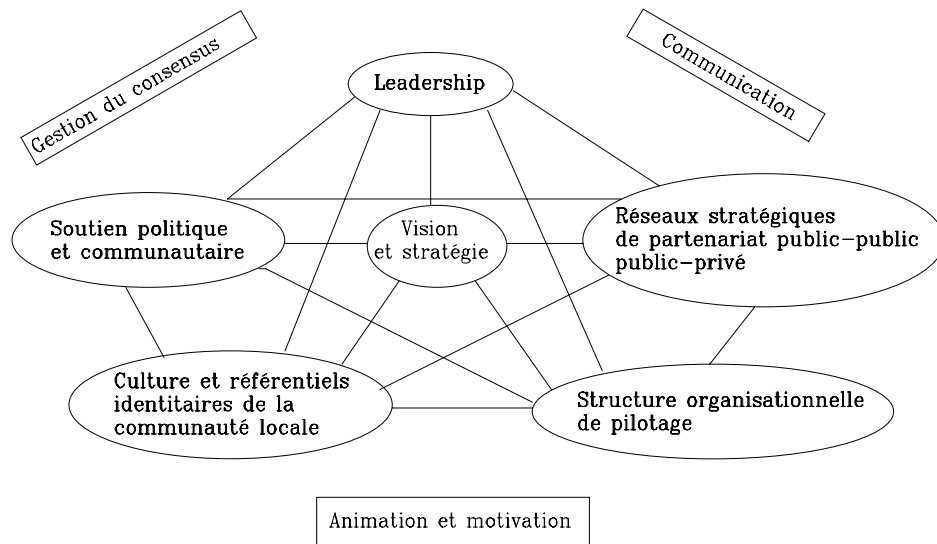 Gestion du consensus
Communication
Leadership
Soutien politique
et communautaire
Vision
et stratégie
Réseaux stratégiques
de partenariat public-public
public-privé
Culture et référentiels
identitaires de la
communauté locale
Structure organisationnelle
de pilotage
Animation et motivation